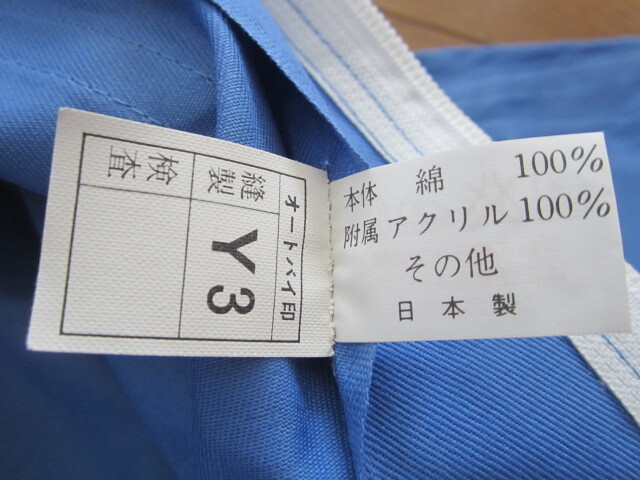 オートバイ印
縫製
Y3
検査
本体 綿 100%
附属 アクリル 100%
その他
日本製